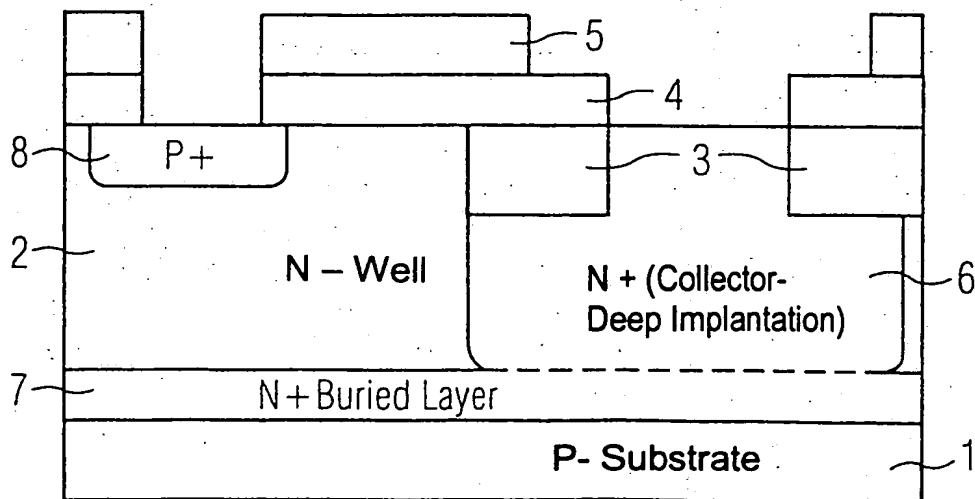 5
4
8
P+
3
2
N – Well
N + (Collector-
Deep Implantation)
6
7
N+ Buried Layer
P- Substrate
1